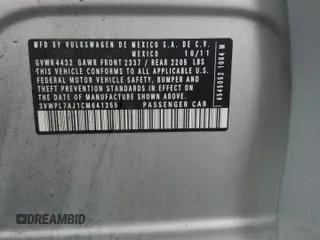 MFD BY VOLKSWAGEN DE MEXICO S.A. DE C.V.
MEXICO 10/11
GVWR 4432 GAWR FRONT 2337 / REAR 2205 LBS
THIS VEHICLE CONFORMS TO ALL APPLICABLE
FEDERAL MOTOR VEHICLE SAFETY, BUMPER AND
THEFT PREVENTION STANDARDS IN EFFECT ON THE
DATE OF MANUFACTURE SHOWN ABOVE.
3VWPL7AJ1CM641355 PASSENGER CAR
4545052 1084 M
DREAMBID